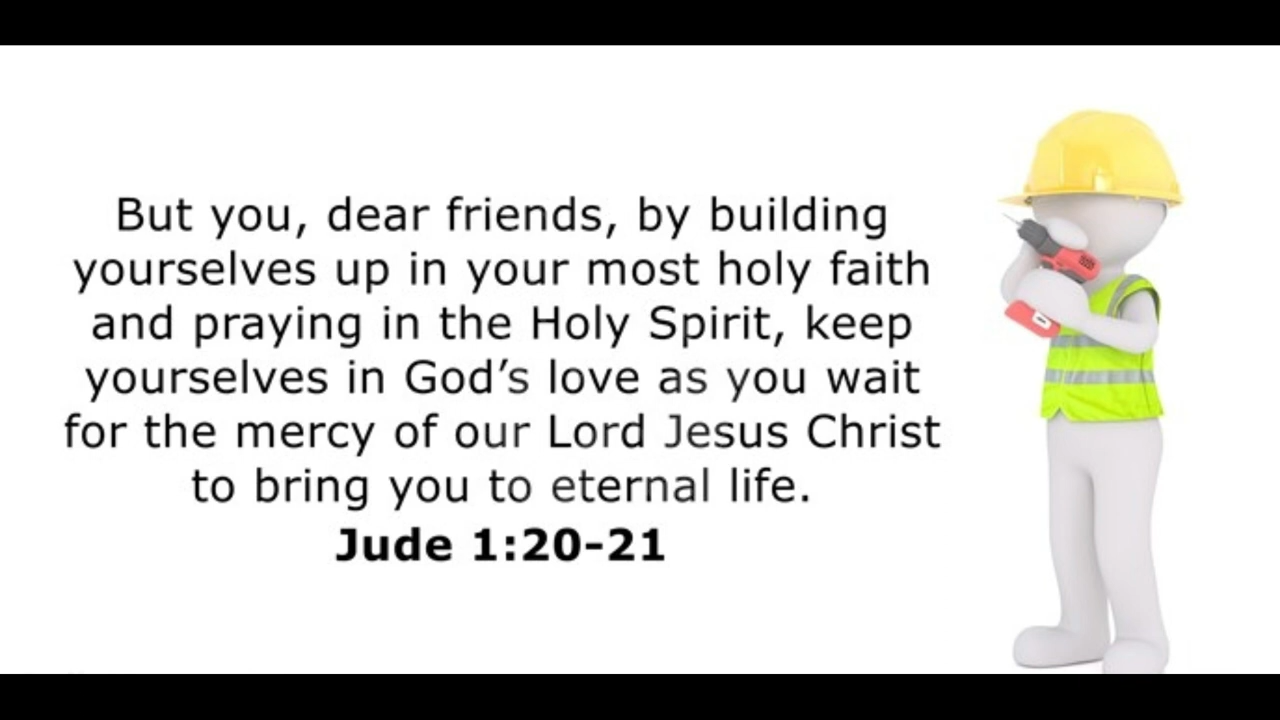 But you, dear friends, by building
yourselves up in your most holy faith
and praying in the Holy Spirit, keep
yourselves in God’s love as you wait
for the mercy of our Lord Jesus Christ
to bring you to eternal life.
Jude 1:20-21